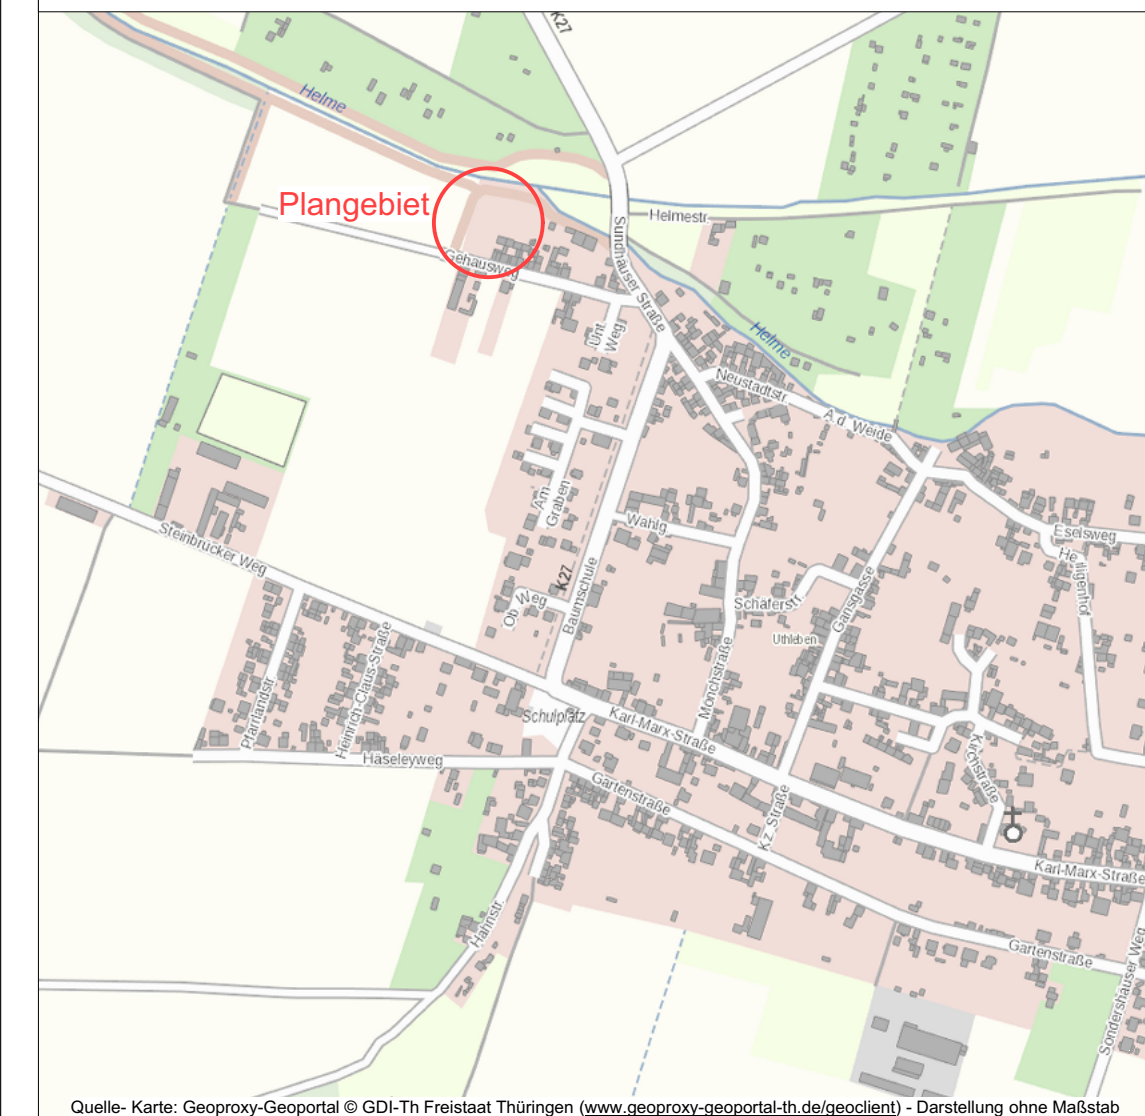 K27
Helme
Plangebiet
Helmestr.
Gehausweg
Sundhäuser Straße
Unt. Weg
Helme
Neustadtstr.
A.d. Weide
Am Graben
Wahlg.
Eselsweg
Heiligenhof
Steinbrücker Weg
K27
Baumschule
Ob. Weg
Schäferstr.
Gansgasse
Uthleben
Mönchstraße
Pfarrlandstr.
Heinrich-Claus-Straße
Schulplatz
Karl-Marx-Straße
Häseleyweg
Kirchstraße
Gartenstraße
Kz. Straße
Karl-Marx-Straße
Hahnstr.
Gartenstraße
Sondershäuser Weg
Quelle- Karte: Geoproxy-Geoportal © GDI-Th Freistaat Thüringen (www.geoproxy-geoportal-th.de/geoclient) - Darstellung ohne Maßstab